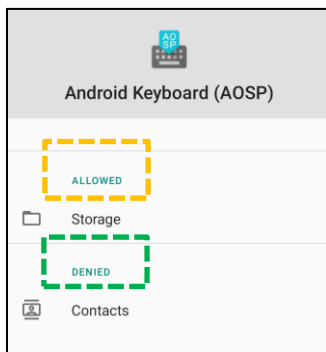 AO
SP
Android Keyboard (AOSP)
ALLOWED
Storage
DENIED
Contacts